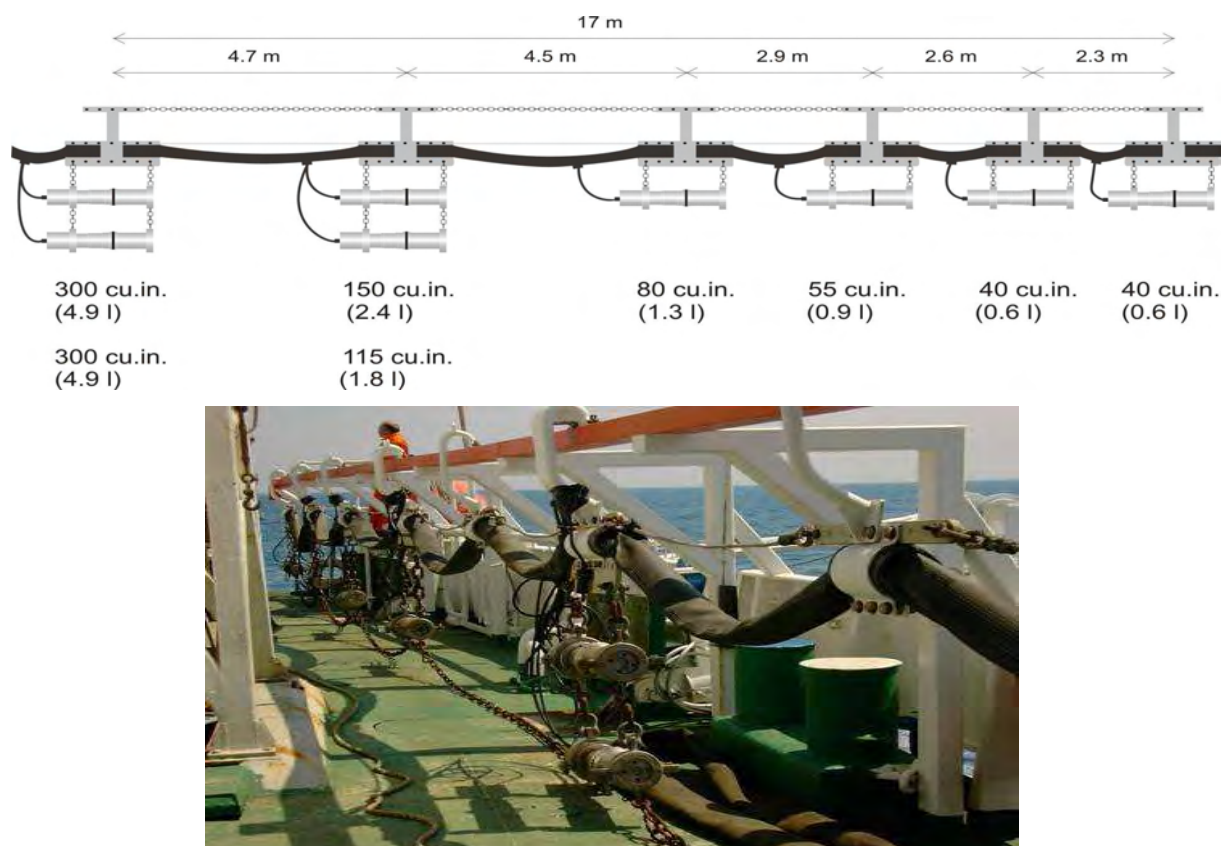 17 m
4.7 m 4.5 m 2.9 m 2.6 m 2.3 m
300 cu.in. 150 cu.in. 80 cu.in. 55 cu.in. 40 cu.in. 40 cu.in.
(4.9 l) (2.4 l) (1.3 l) (0.9 l) (0.6 l) (0.6 l)
300 cu.in. 115 cu.in.
(4.9 l) (1.8 l)